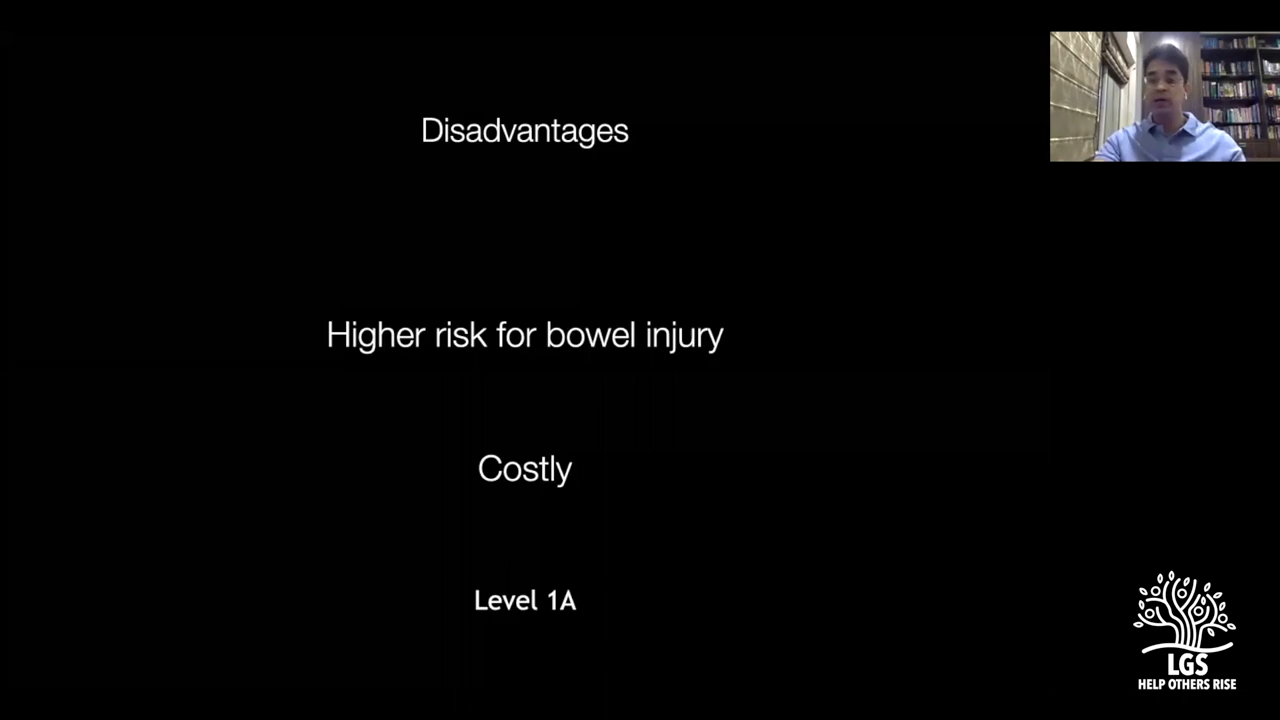 Disadvantages
Higher risk for bowel injury
Costly
Level 1A
LGS
HELP OTHERS RISE